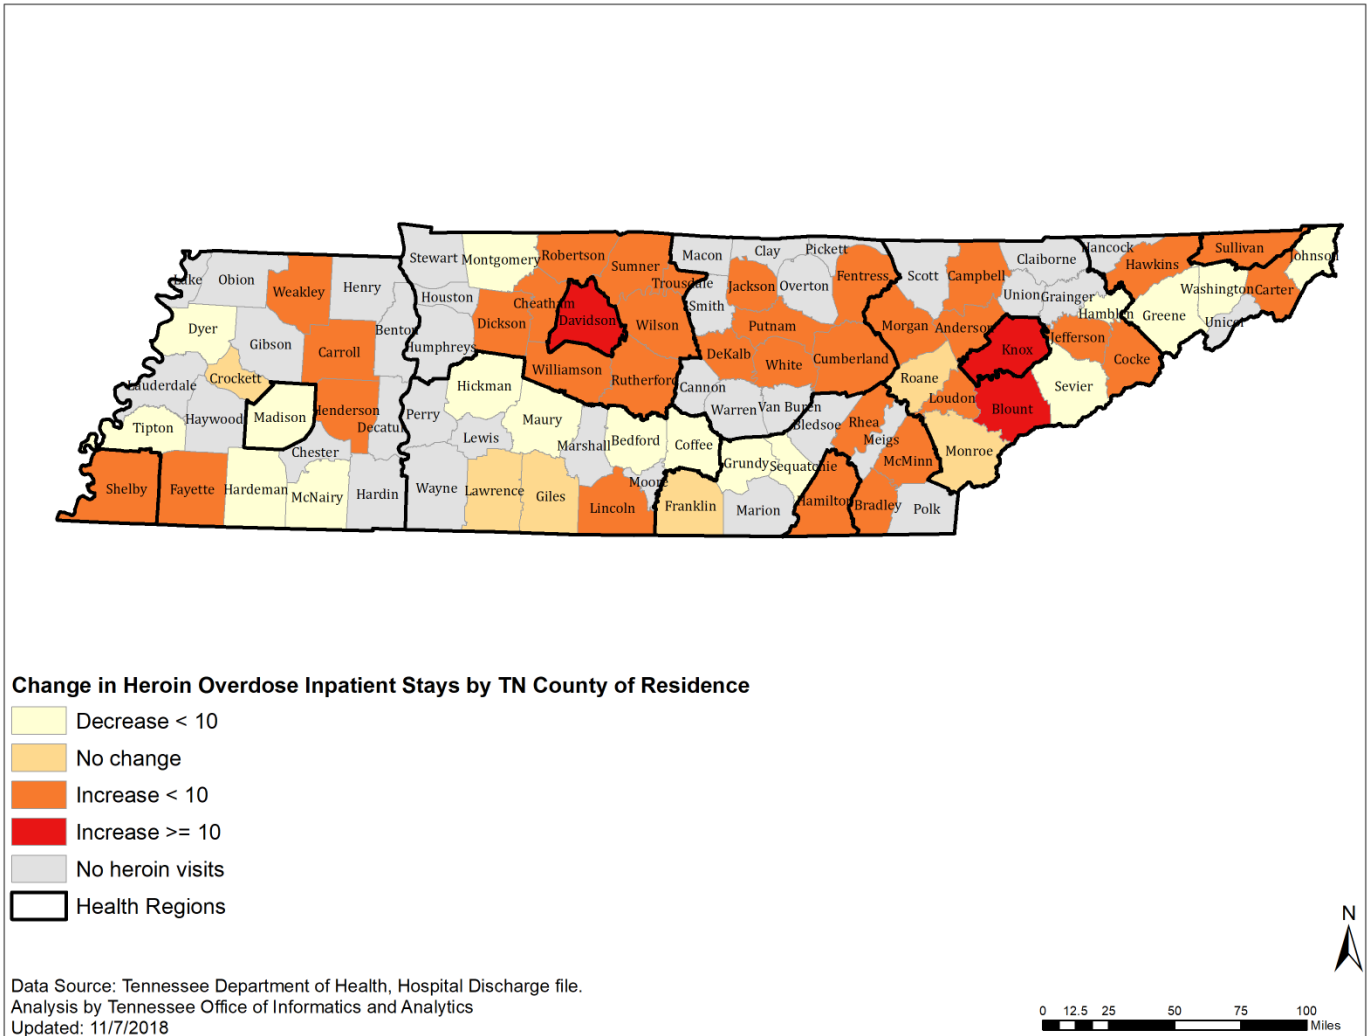 Stewart
Montgomery
Robertson
Sumner
Macon
Clay
Pickett
Trousdale
Lake
Obion
Weakley
Henry
Houston
Cheatham
Dickson
Davidson
Wilson
Smith
Jackson
Overton
Fentress
Scott
Campbell
Claiborne
Hancock
Hawkins
Sullivan
Johnson
Union
Grainger
Hamblen
Greene
Washington
Carter
Unicoi
Dyer
Gibson
Carroll
Benton
Humphreys
Putnam
DeKalb
White
Cumberland
Morgan
Anderson
Knox
Jefferson
Cocke
Crockett
Lauderdale
Haywood
Madison
Henderson
Decatur
Perry
Hickman
Williamson
Rutherford
Cannon
Warren
Van Buren
Bledsoe
Rhea
Meigs
Roane
Loudon
Blount
Sevier
Tipton
Chester
Lewis
Maury
Marshall
Bedford
Coffee
Grundy
Sequatchie
McMinn
Monroe
Shelby
Fayette
Hardeman
McNairy
Hardin
Wayne
Lawrence
Giles
Lincoln
Moore
Franklin
Marion
Hamilton
Bradley
Polk
Change in Heroin Overdose Inpatient Stays by TN County of Residence
Decrease < 10
No change
Increase < 10
Increase >= 10
No heroin visits
Health Regions
N
Data Source: Tennessee Department of Health, Hospital Discharge file.
Analysis by Tennessee Office of Informatics and Analytics
Updated: 11/7/2018
0 12.5 25 50 75 100
Miles